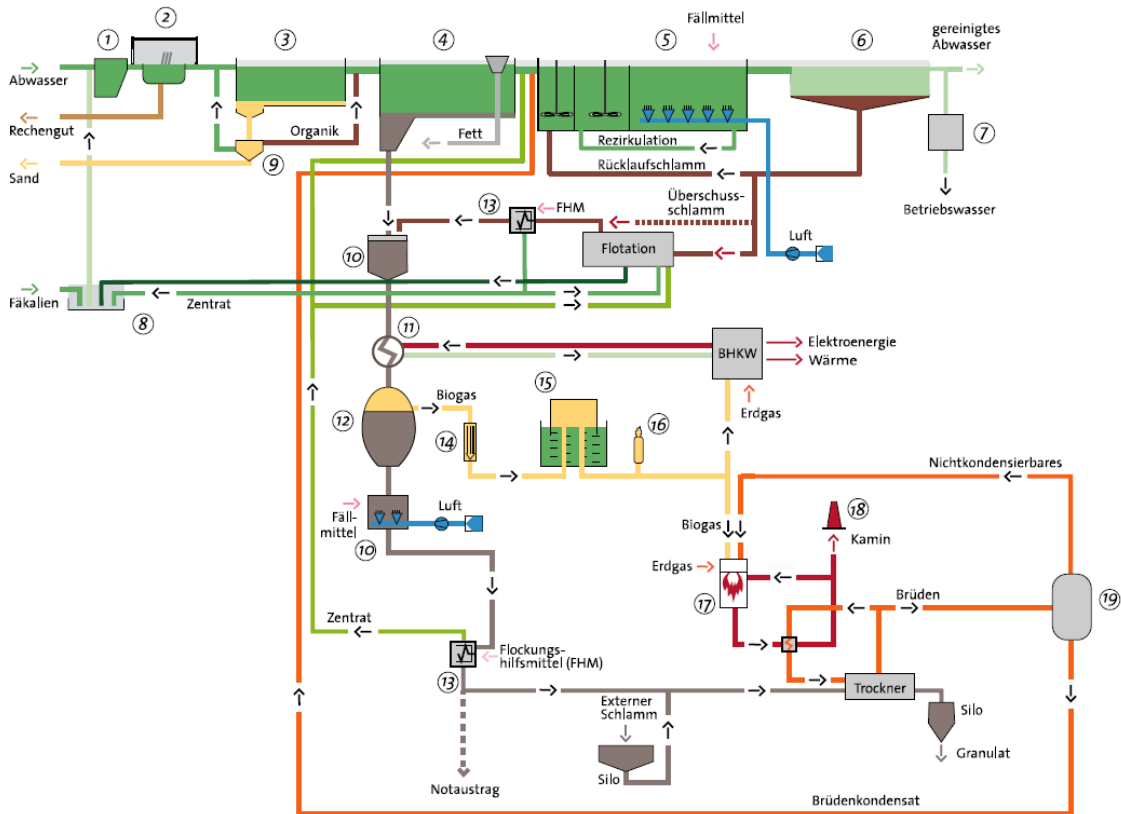 1
2
3
4
Fällmittel
5
6
gereinigtes
Abwasser
Abwasser
Rechengut
Organik
Fett
Rezirkulation
7
Sand
9
Rücklaufschlamm
Überschuss-
schlamm
Betriebswasser
13
FHM
Flotation
Luft
10
Fäkalien
Zentrat
8
11
BHKW
Elektroenergie
Wärme
Erdgas
12
Biogas
15
16
14
Nichtkondensierbares
Fäll-
mittel
Luft
10
Biogas
18
Kamin
Erdgas
17
Brüden
19
Zentrat
Flockungs-
hilfsmittel (FHM)
13
Externer
Schlamm
Trockner
Silo
Granulat
Silo
Notaustrag
Brüdenkondensat